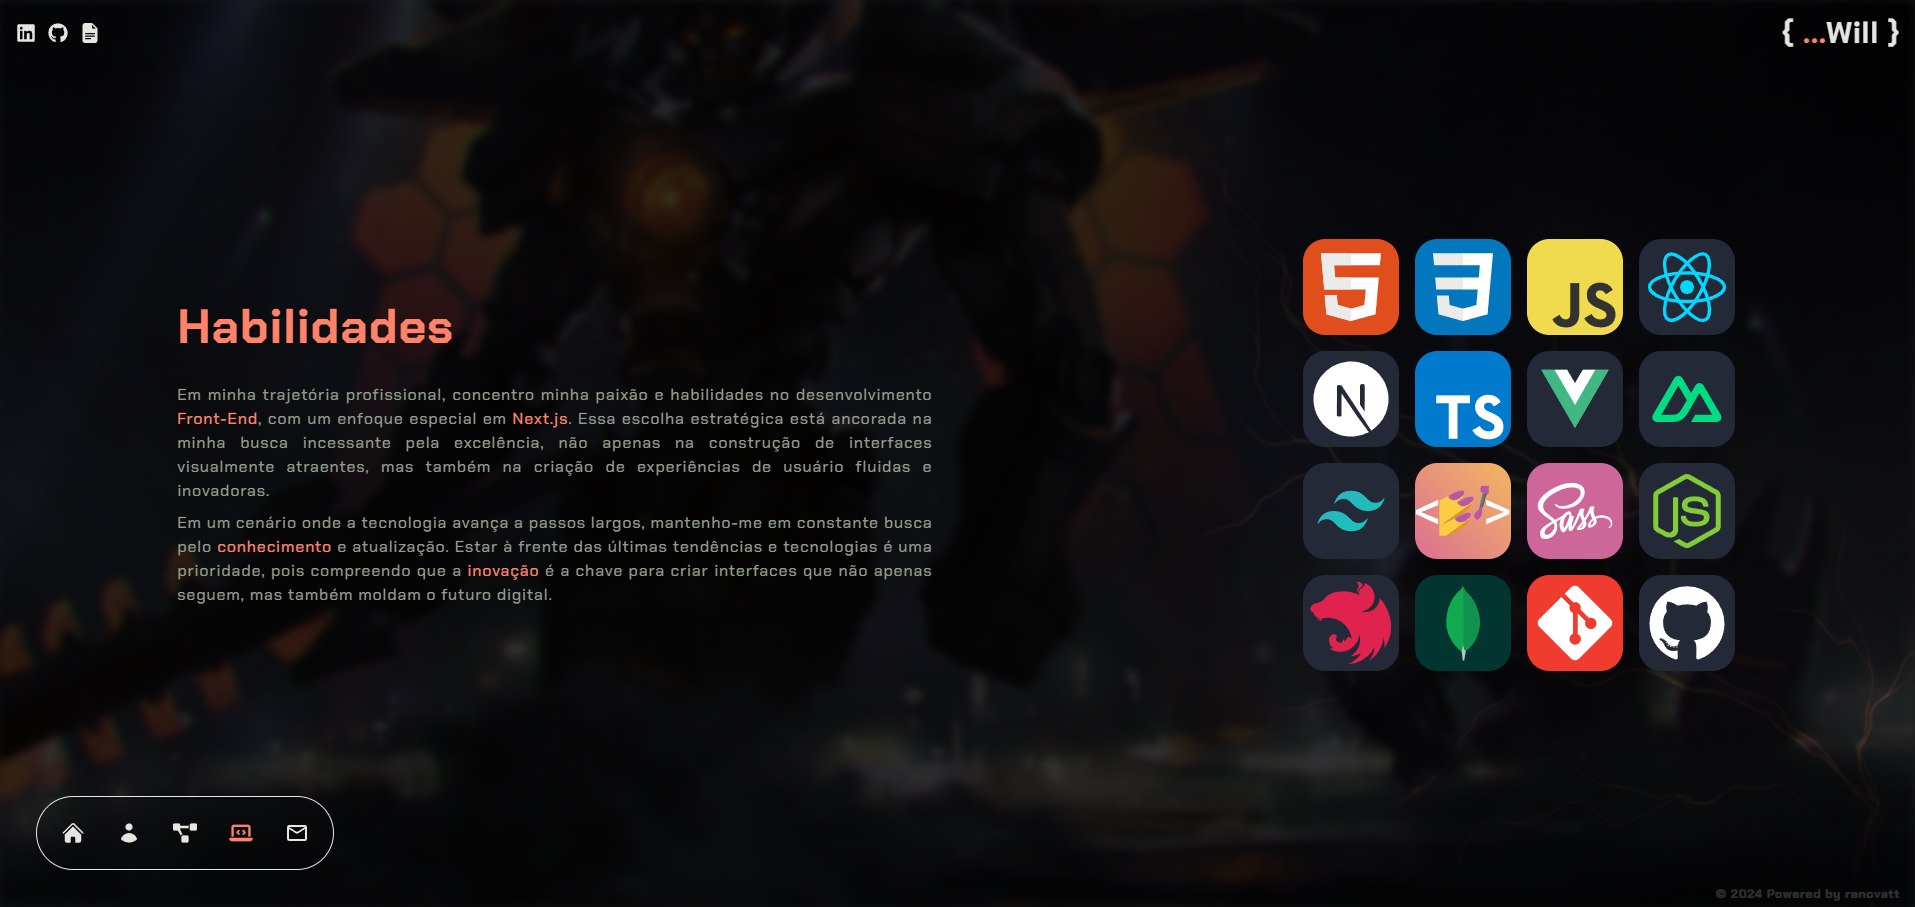 { ...Will }
Habilidades
Em minha trajetória profissional, concentro minha paixão e habilidades no desenvolvimento
Front-End, com um enfoque especial em Next.js. Essa escolha estratégica está ancorada na
minha busca incessante pela excelência, não apenas na construção de interfaces
visualmente atraentes, mas também na criação de experiências de usuário fluidas e
inovadoras.
Em um cenário onde a tecnologia avança a passos largos, mantenho-me em constante busca
pelo conhecimento e atualização. Estar à frente das últimas tendências e tecnologias é uma
prioridade, pois compreendo que a inovação é a chave para criar interfaces que não apenas
seguem, mas também moldam o futuro digital.
JS
N
TS
Sass
JS
© 2024 Powered by renovatt